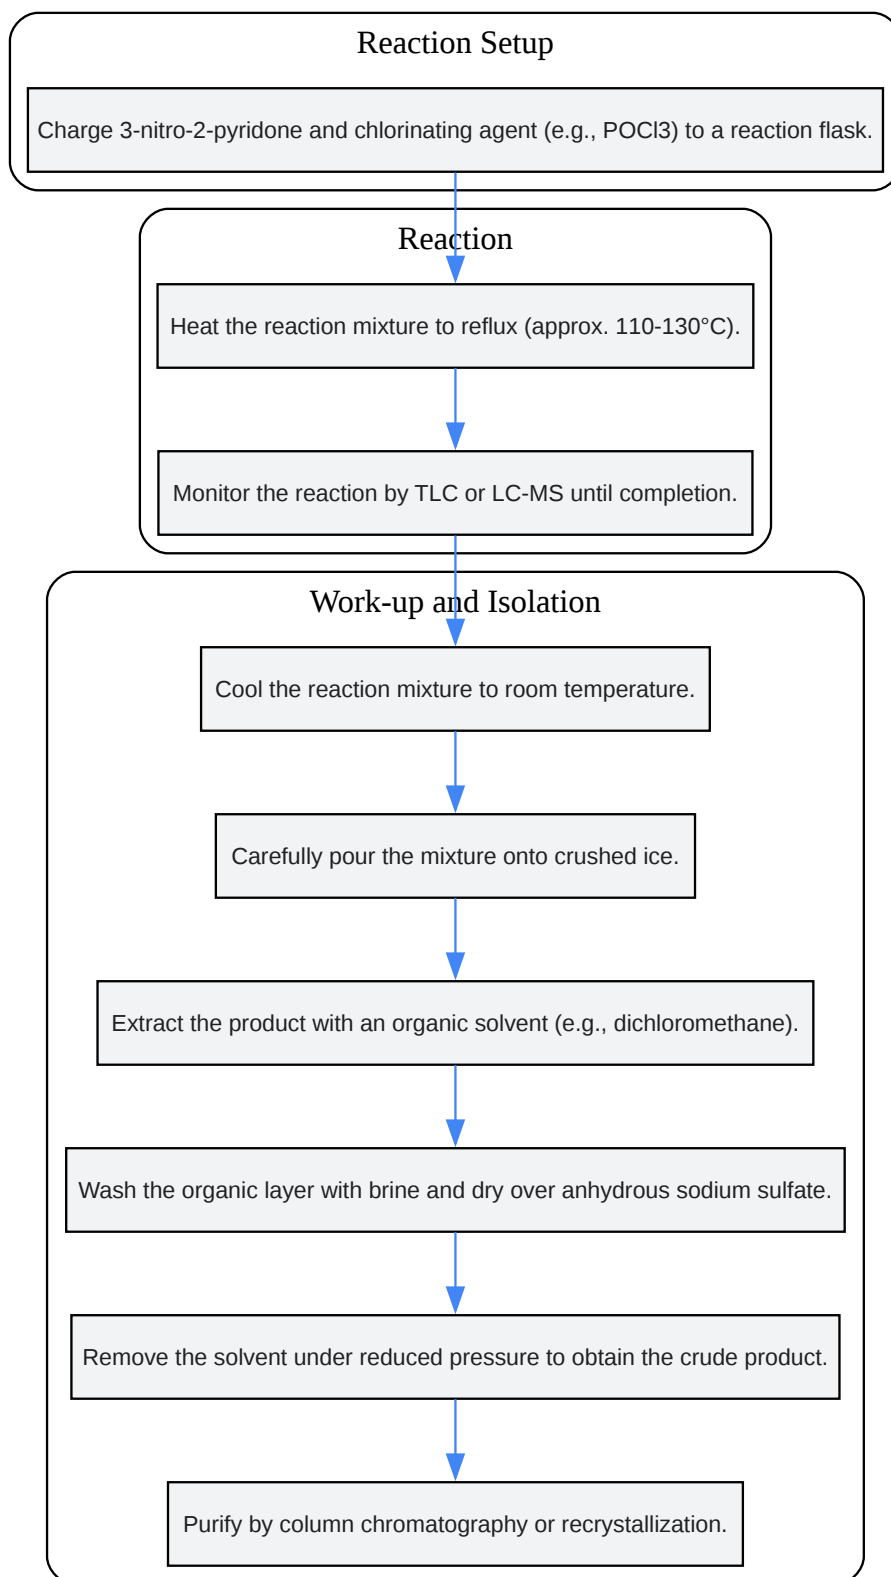 Reaction Setup
Charge 3-nitro-2-pyridone and chlorinating agent (e.g., POCl3) to a reaction flask.
Reaction
Heat the reaction mixture to reflux (approx. 110-130°C).
Monitor the reaction by TLC or LC-MS until completion.
Work-up and Isolation
Cool the reaction mixture to room temperature.
Carefully pour the mixture onto crushed ice.
Extract the product with an organic solvent (e.g., dichloromethane).
Wash the organic layer with brine and dry over anhydrous sodium sulfate.
Remove the solvent under reduced pressure to obtain the crude product.
Purify by column chromatography or recrystallization.